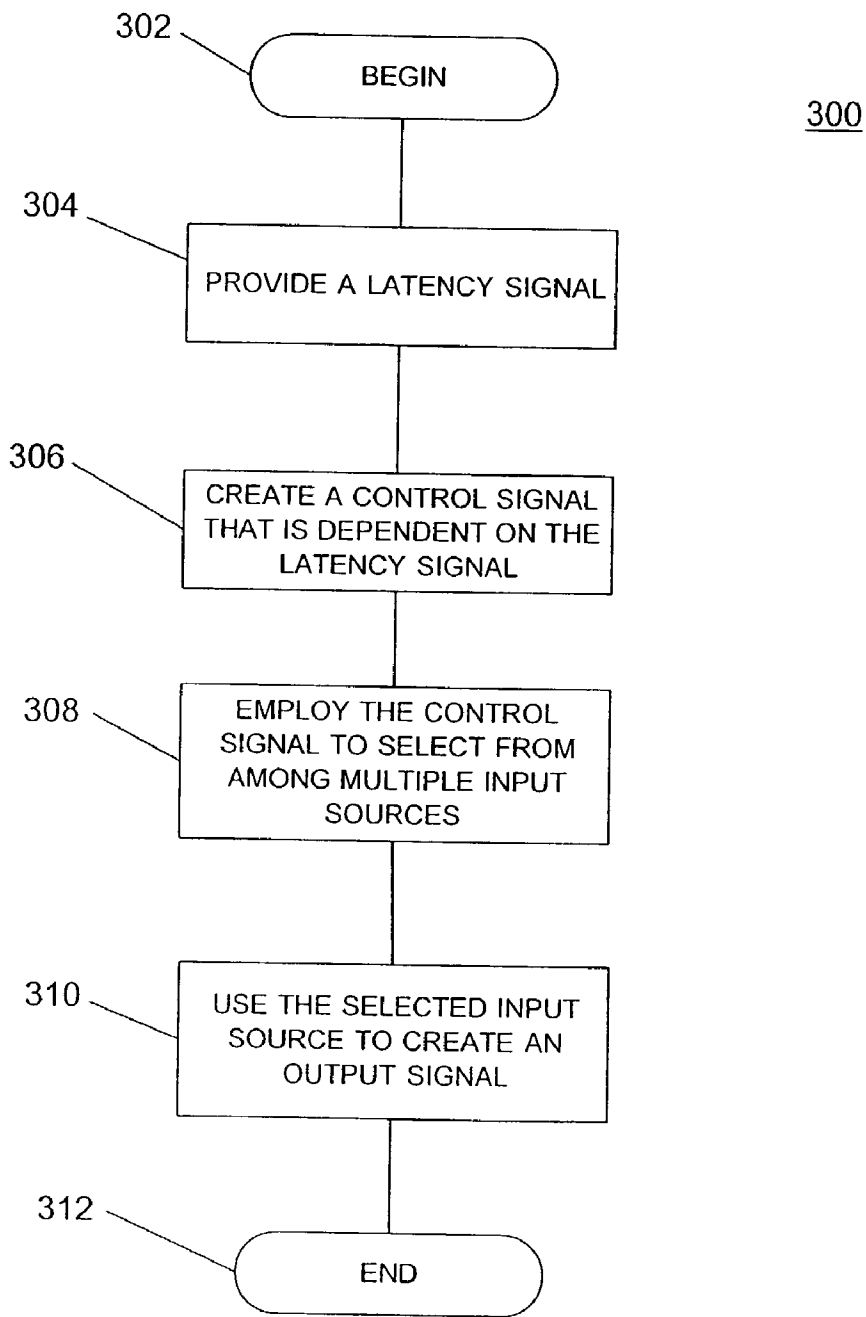 302
BEGIN
300
304
PROVIDE A LATENCY SIGNAL
306
CREATE A CONTROL SIGNAL
THAT IS DEPENDENT ON THE
LATENCY SIGNAL
308
EMPLOY THE CONTROL
SIGNAL TO SELECT FROM
AMONG MULTIPLE INPUT
SOURCES
310
USE THE SELECTED INPUT
SOURCE TO CREATE AN
OUTPUT SIGNAL
312
END